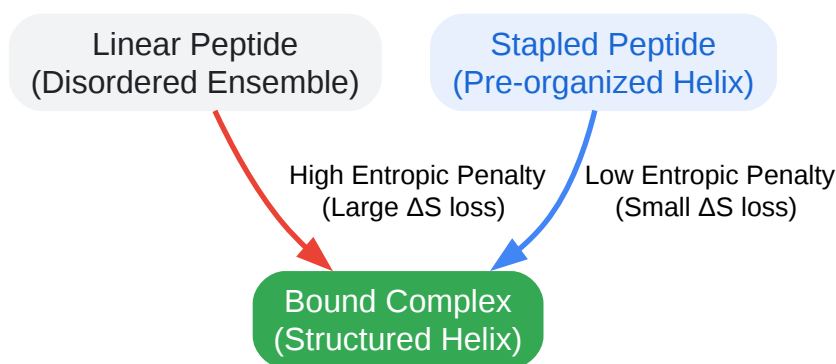 Linear Peptide
(Disordered Ensemble)
Stapled Peptide
(Pre-organized Helix)
High Entropic Penalty
(Large ΔS loss)
Low Entropic Penalty
(Small ΔS loss)
Bound Complex
(Structured Helix)